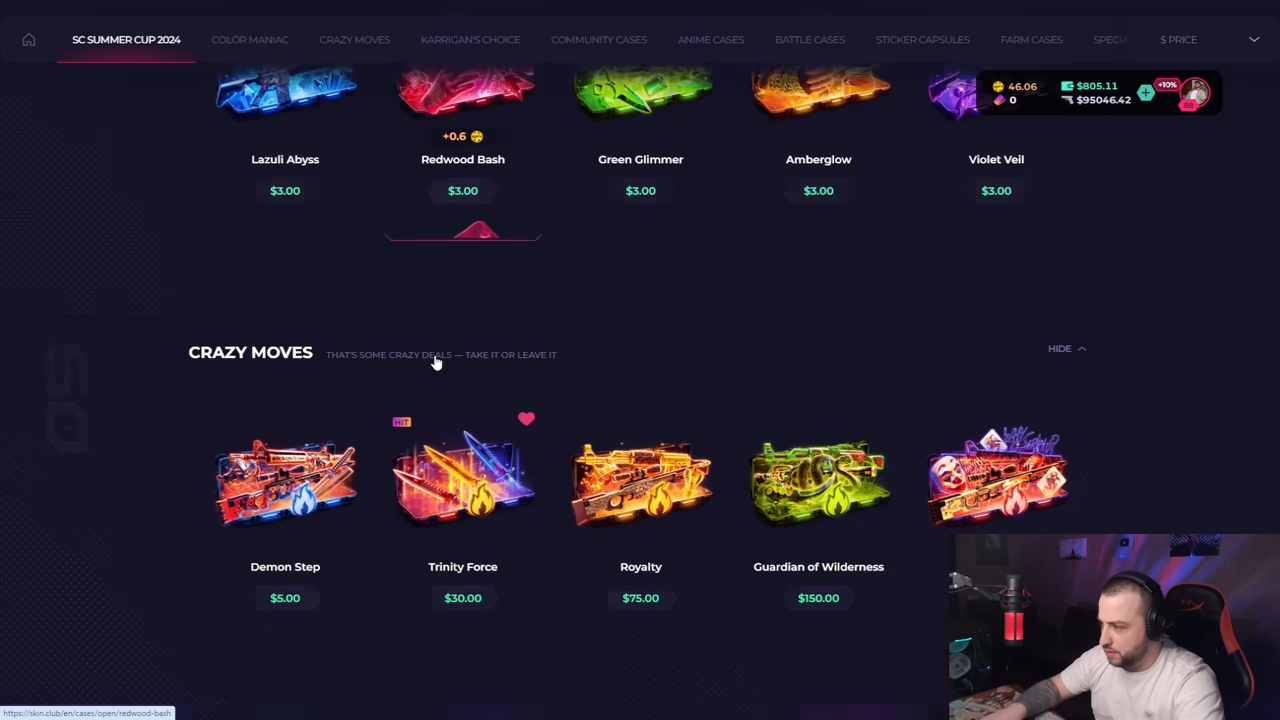 SC SUMMER CUP 2024 COLOR MANIAC CRAZY MOVES KARRIGAN'S CHOICE COMMUNITY CASES ANIME CASES BATTLE CASES STICKER CAPSULES FARM CASES $ PRICE
46.06 $805.11 +10%
0 $95046.42
+0.6
Lazuli Abyss Redwood Bash Green Glimmer Amberglow Violet Veil
$3.00 $3.00 $3.00 $3.00 $3.00
CRAZY MOVES THAT'S SOME CRAZY DEALS — TAKE IT OR LEAVE IT HIDE
HIT
Demon Step Trinity Force Royalty Guardian of Wilderness
$5.00 $30.00 $75.00 $150.00
https://skin.club/en/cases/open/redwood-bash